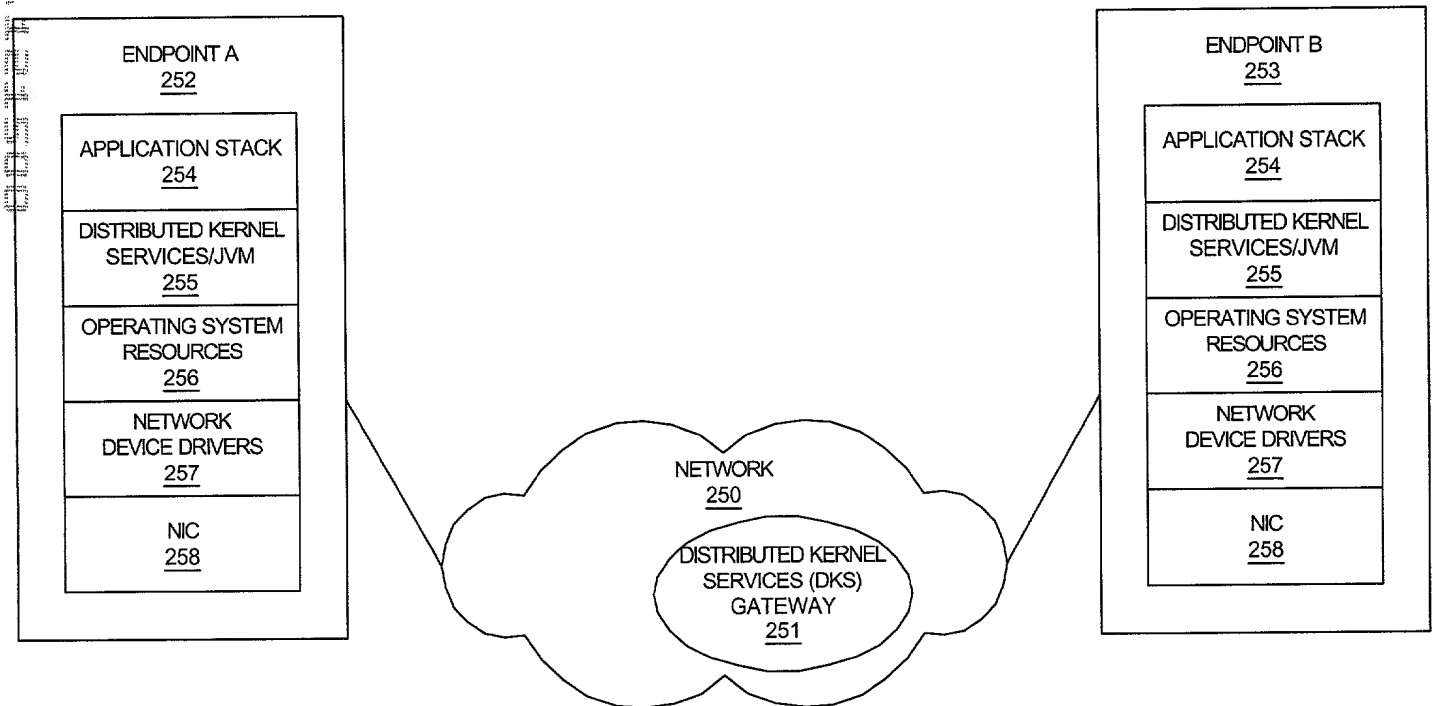 ENDPOINT A
252
APPLICATION STACK
254
DISTRIBUTED KERNEL
SERVICES/JVM
255
OPERATING SYSTEM
RESOURCES
256
NETWORK
DEVICE DRIVERS
257
NIC
258
NETWORK
250
DISTRIBUTED KERNEL
SERVICES (DKS)
GATEWAY
251
ENDPOINT B
253
APPLICATION STACK
254
DISTRIBUTED KERNEL
SERVICES/JVM
255
OPERATING SYSTEM
RESOURCES
256
NETWORK
DEVICE DRIVERS
257
NIC
258